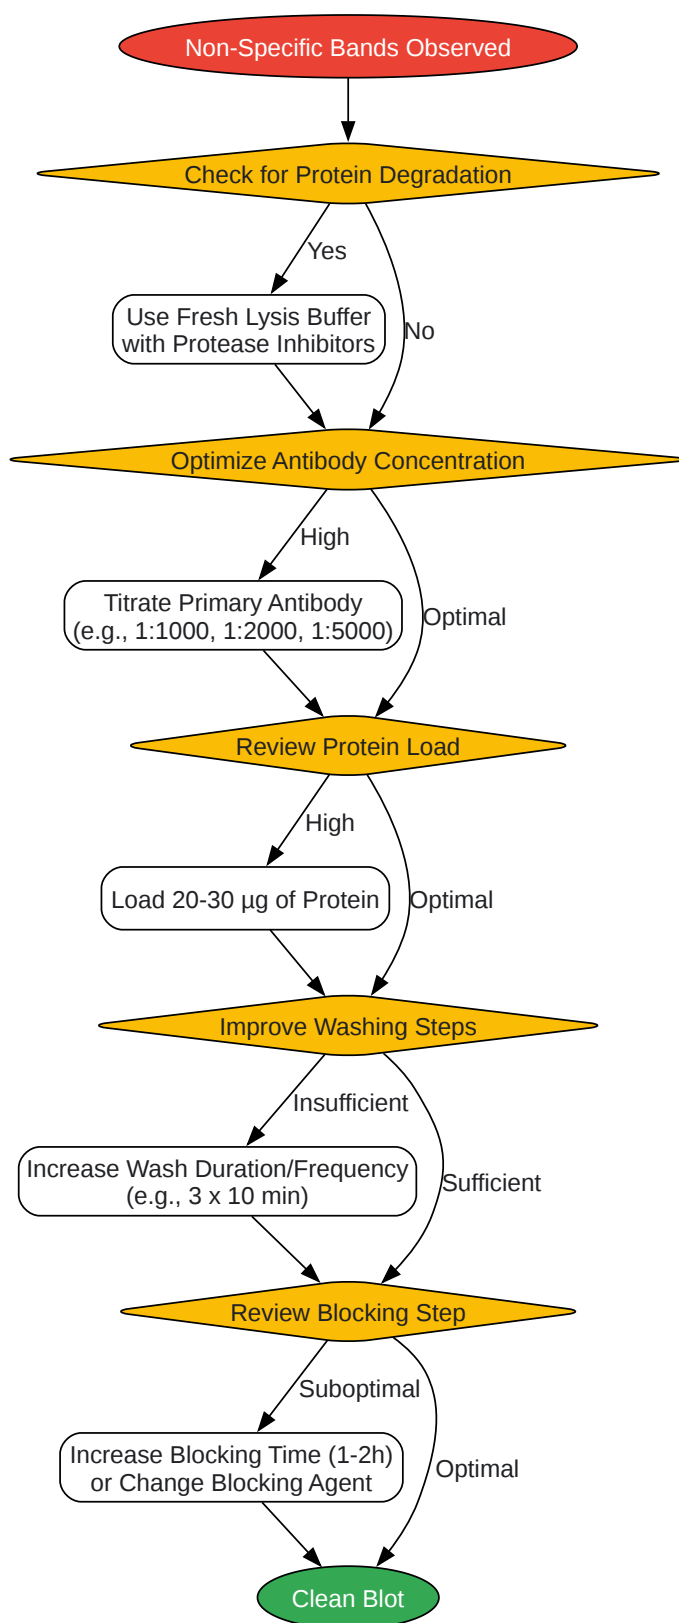 Non-Specific Bands Observed
Check for Protein Degradation
Yes
Use Fresh Lysis Buffer
with Protease Inhibitors
No
Optimize Antibody Concentration
High
Titrate Primary Antibody
(e.g., 1:1000, 1:2000, 1:5000)
Optimal
Review Protein Load
High
Load 20-30 µg of Protein
Optimal
Improve Washing Steps
Insufficient
Increase Wash Duration/Frequency
(e.g., 3 x 10 min)
Sufficient
Review Blocking Step
Suboptimal
Increase Blocking Time (1-2h)
or Change Blocking Agent
Optimal
Clean Blot